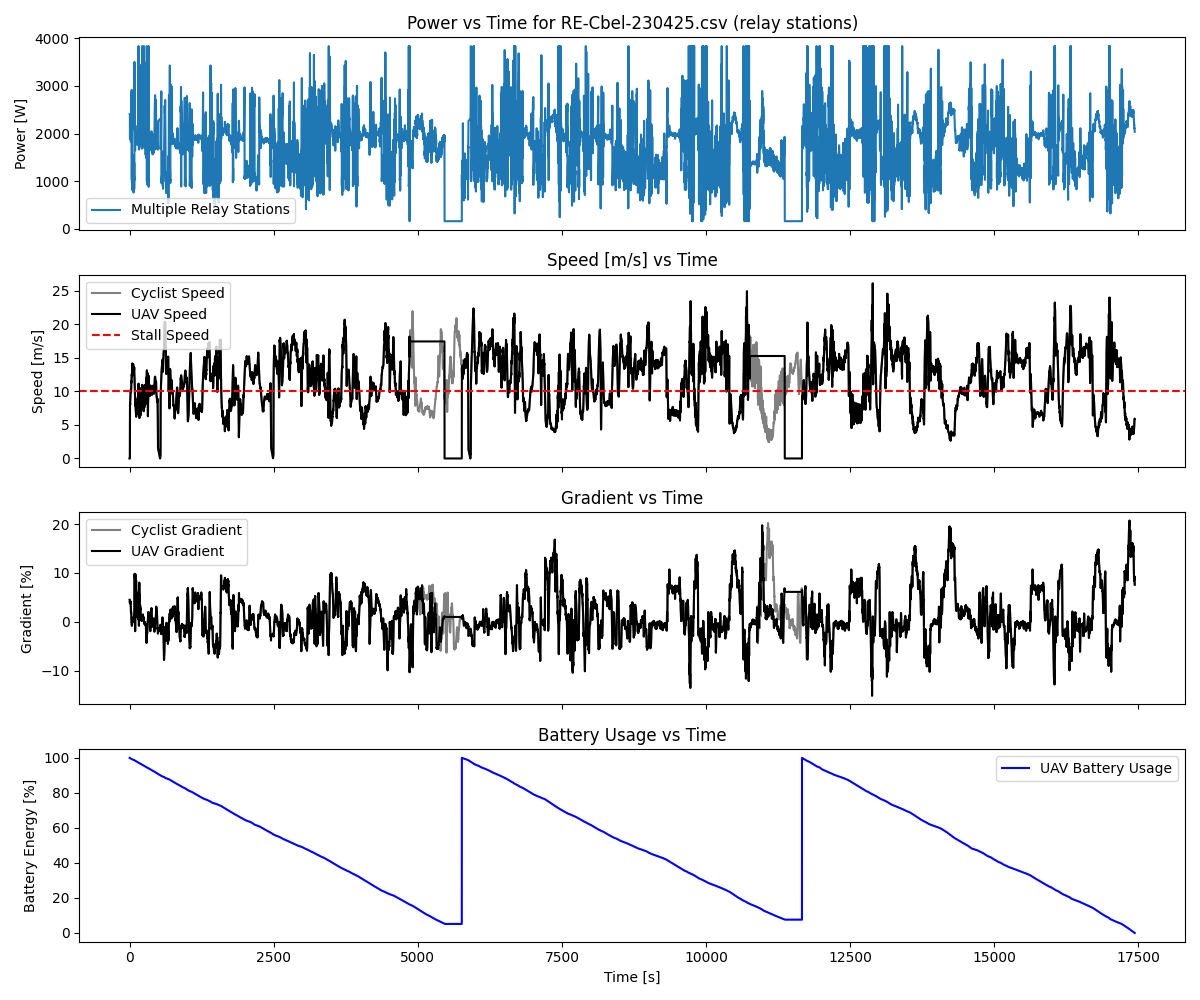 Power vs Time for RE-Cbel-230425.csv (relay stations)
4000
3000
2000
1000
0
Power [W]
Multiple Relay Stations
Speed [m/s] vs Time
25
20
15
10
5
0
Speed [m/s]
Cyclist Speed
UAV Speed
Stall Speed
Gradient vs Time
20
10
0
−10
Gradient [%]
Cyclist Gradient
UAV Gradient
Battery Usage vs Time
100
80
60
40
20
0
Battery Energy [%]
UAV Battery Usage
0 2500 5000 7500 10000 12500 15000 17500
Time [s]